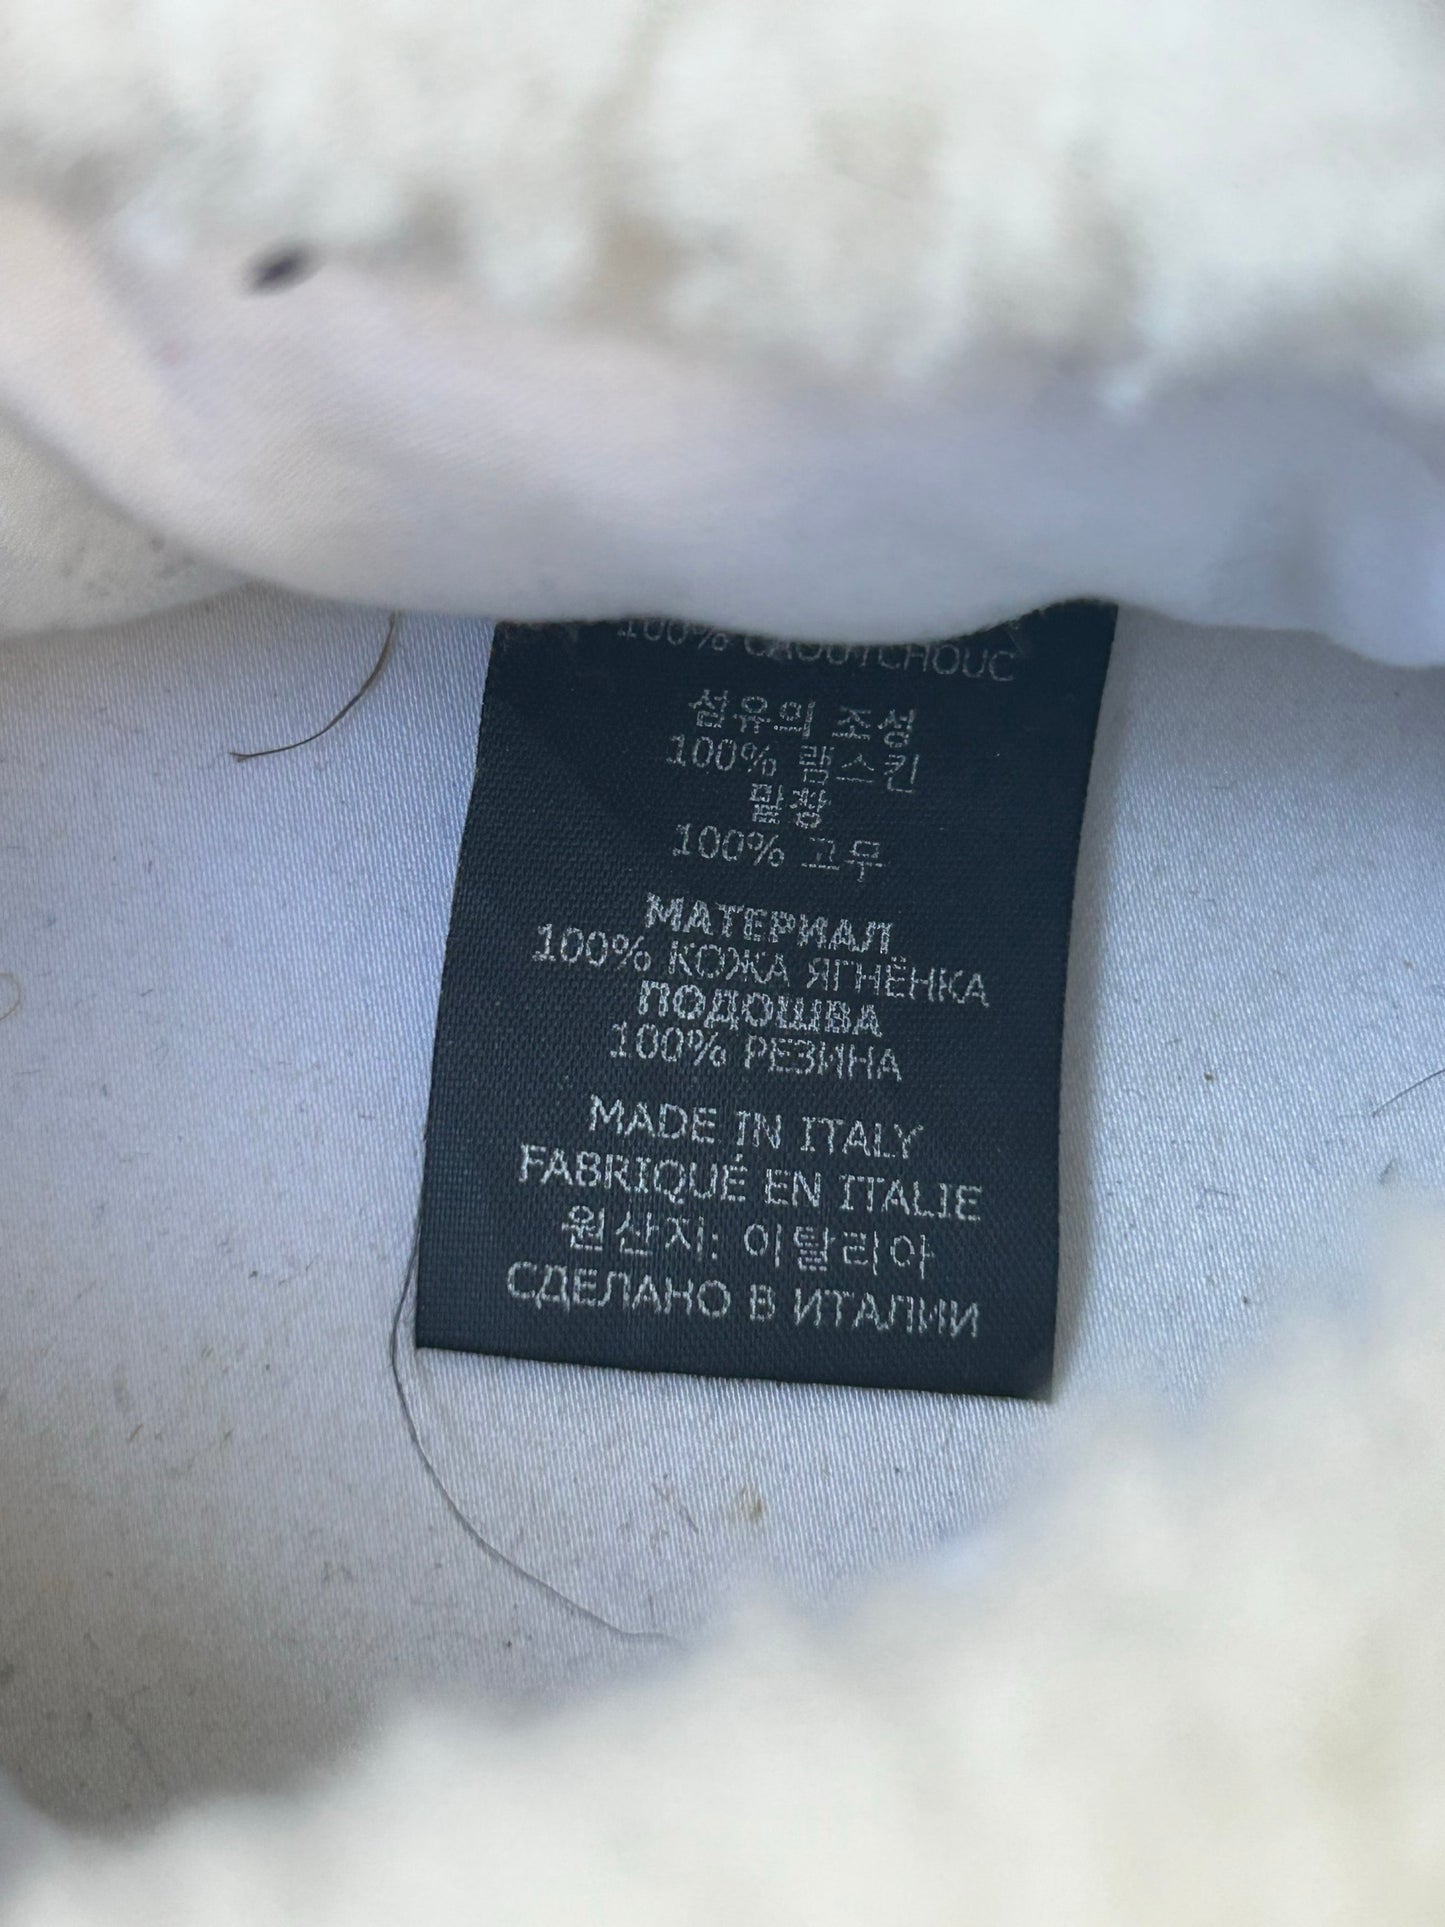 100% CAOUTCHOUC
섬유의 조성
100% 램스킨
밑창
100% 고무
МАТЕРИАЛ
100% КОЖА ЯГНЁНКА
ПОДОШВА
100% РЕЗИНА
MADE IN ITALY
FABRIQUÉ EN ITALIE
원산지: 이탈리아
СДЕЛАНО В ИТАЛИИ